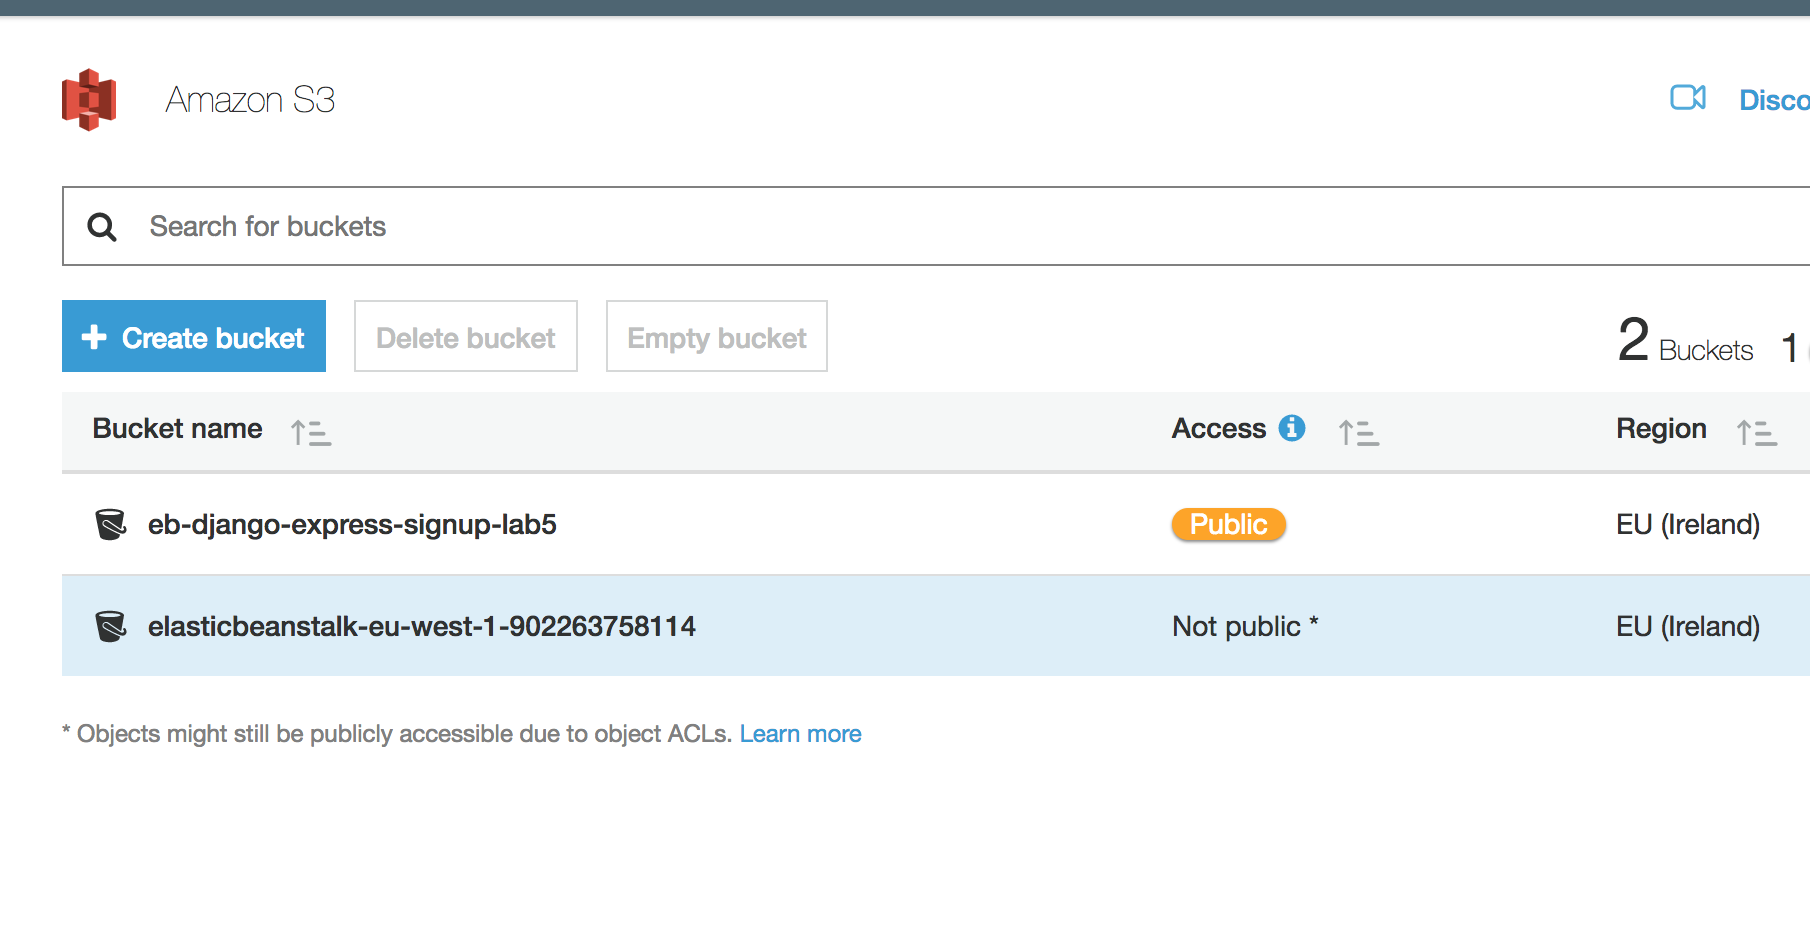 Amazon S3
Disco
Search for buckets
Create bucket Delete bucket Empty bucket
2 Buckets 1
Bucket name Access Region
eb-django-express-signup-lab5 Public EU (Ireland)
elasticbeanstalk-eu-west-1-902263758114 Not public * EU (Ireland)
* Objects might still be publicly accessible due to object ACLs. Learn more